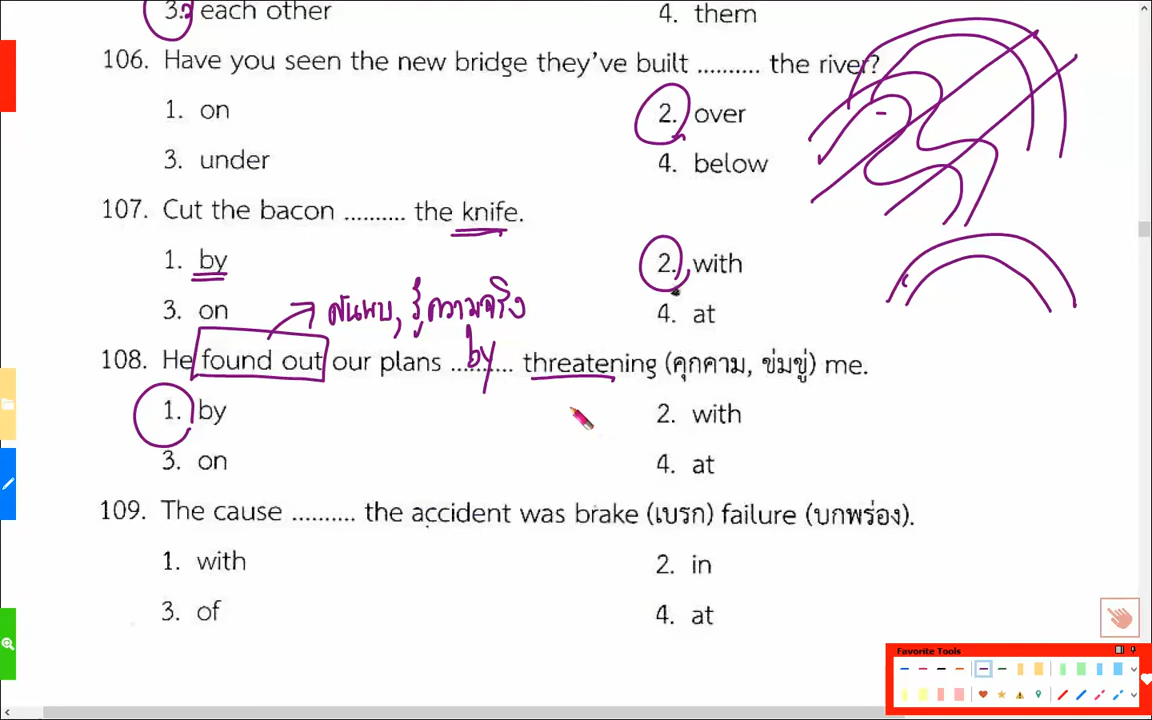 3. each other 4. them
106. Have you seen the new bridge they've built .......... the river?
1. on 2. over
3. under 4. below
107. Cut the bacon .......... the knife.
1. by 2. with
3. on 4. at
ค้นพบ, รู้ความจริง
by
108. He found out our plans .......... threatening (คุกคาม, ข่มขู่) me.
1. by 2. with
3. on 4. at
109. The cause .......... the accident was brake (เบรก) failure (บกพร่อง).
1. with 2. in
3. of 4. at
Favorite Tools